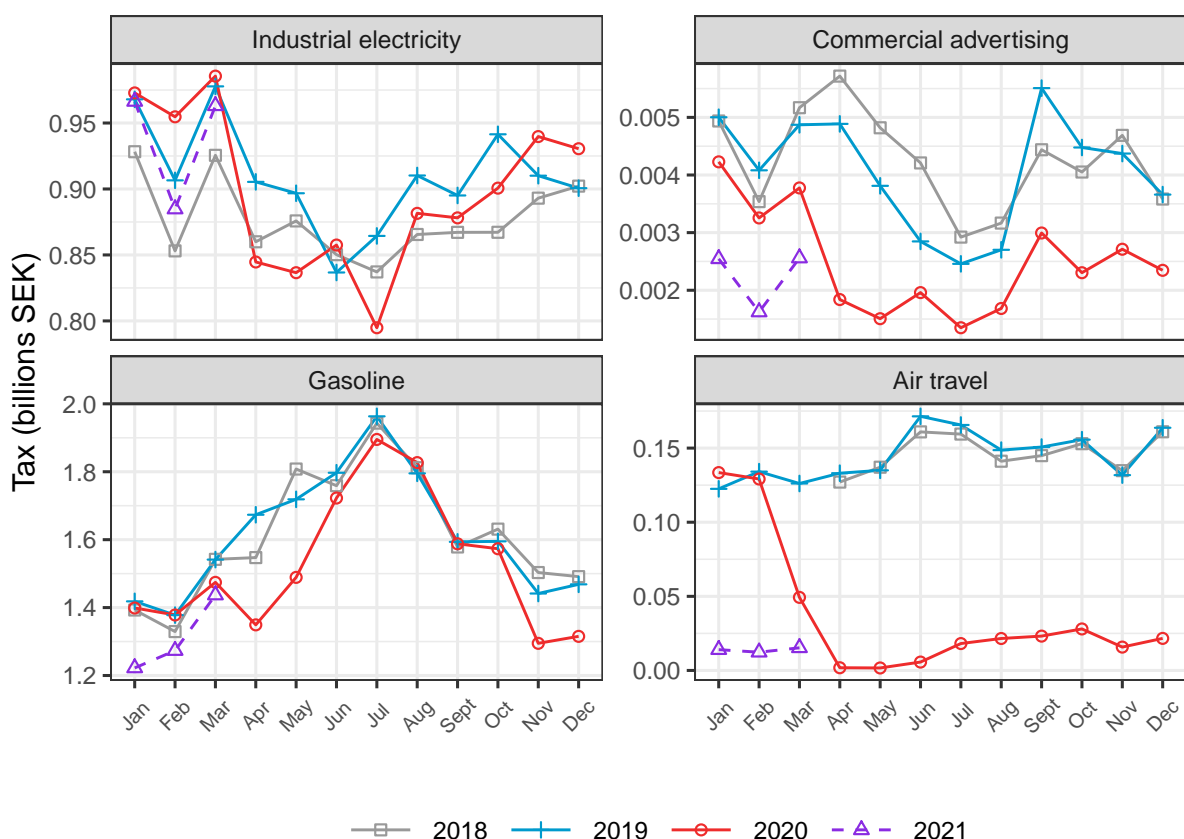 Industrial electricity
Commercial advertising
0.95
0.90
0.85
0.80
0.005
0.004
0.003
0.002
Tax (billions SEK)
Gasoline
Air travel
2.0
1.8
1.6
1.4
1.2
0.15
0.10
0.05
0.00
Jan Feb Mar Apr May Jun Jul Aug Sept Oct Nov Dec
Jan Feb Mar Apr May Jun Jul Aug Sept Oct Nov Dec
2018 2019 2020 2021